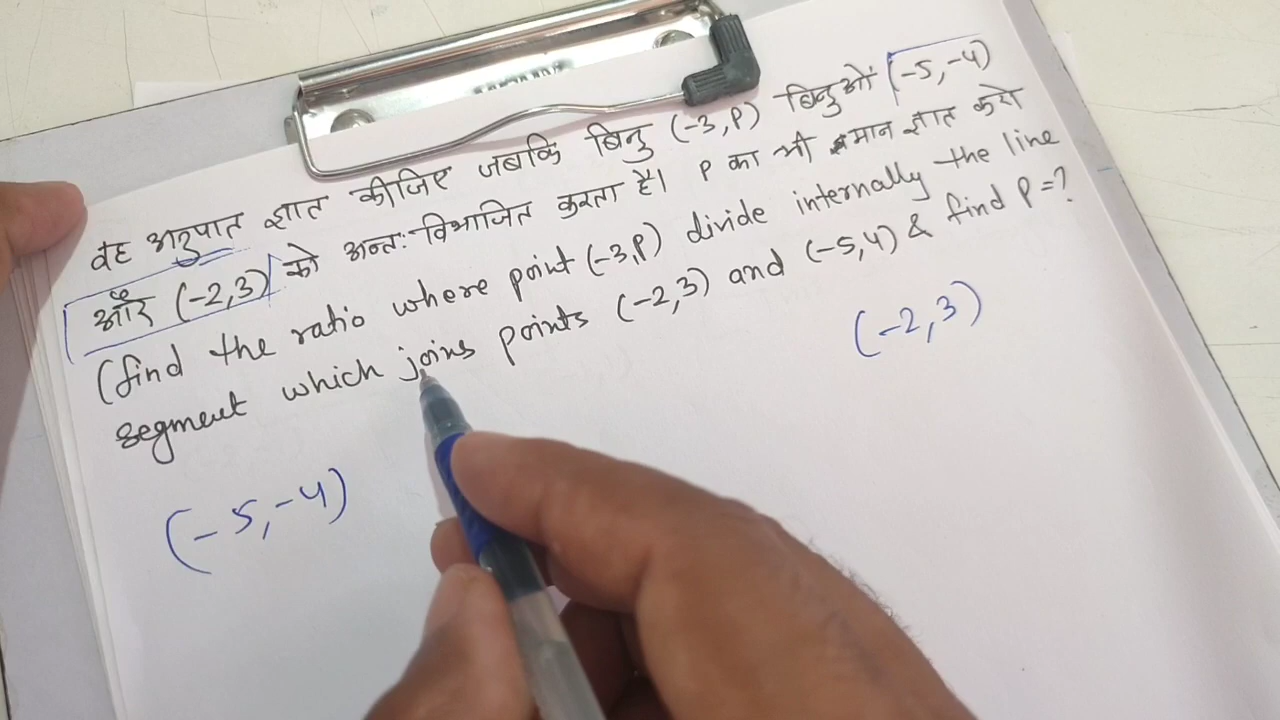 वह अनुपात ज्ञात कीजिए जबकि बिन्दु (-3,P) बिन्दुओं (-5,-4)
और (-2,3) को अन्तः विभाजित करता है। P का भी मान ज्ञात करो
(find the ratio where point (-3,P) divide internally the line
segment which joins points (-2,3) and (-5,4) & find P=?
(-2,3)
(-5,-4)